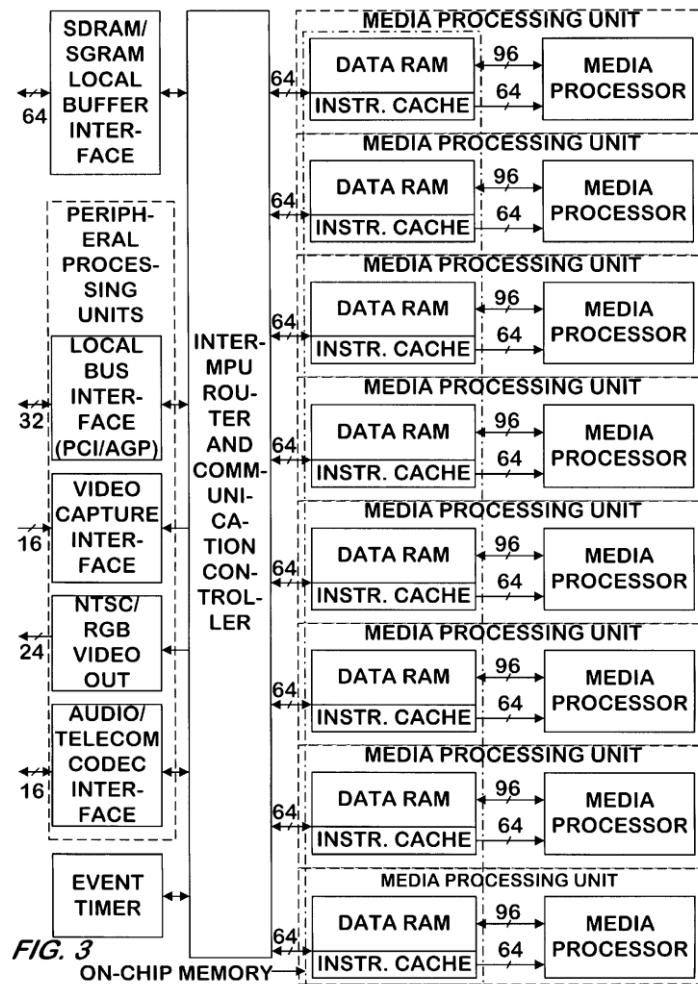 SDRAM/
SGRAM
LOCAL
BUFFER
INTER-
FACE
64
PERIPH-
ERAL
PROCES-
SING
UNITS
LOCAL
BUS
INTER-
FACE
(PCI/AGP)
32
VIDEO
CAPTURE
INTER-
FACE
16
NTSC/
RGB
VIDEO
OUT
24
AUDIO/
TELECOM
CODEC
INTER-
FACE
16
EVENT
TIMER
INTER-
MPU
ROU-
TER
AND
COMM-
UNI-
CA-
TION
CON-
TROL-
LER
MEDIA PROCESSING UNIT
64
DATA RAM
INSTR. CACHE
96
64
MEDIA
PROCESSOR
MEDIA PROCESSING UNIT
64
DATA RAM
INSTR. CACHE
96
64
MEDIA
PROCESSOR
MEDIA PROCESSING UNIT
64
DATA RAM
INSTR. CACHE
96
64
MEDIA
PROCESSOR
MEDIA PROCESSING UNIT
64
DATA RAM
INSTR. CACHE
96
64
MEDIA
PROCESSOR
MEDIA PROCESSING UNIT
64
DATA RAM
INSTR. CACHE
96
64
MEDIA
PROCESSOR
MEDIA PROCESSING UNIT
64
DATA RAM
INSTR. CACHE
96
64
MEDIA
PROCESSOR
MEDIA PROCESSING UNIT
64
DATA RAM
INSTR. CACHE
96
64
MEDIA
PROCESSOR
MEDIA PROCESSING UNIT
64
DATA RAM
INSTR. CACHE
96
64
MEDIA
PROCESSOR
FIG. 3
ON-CHIP MEMORY